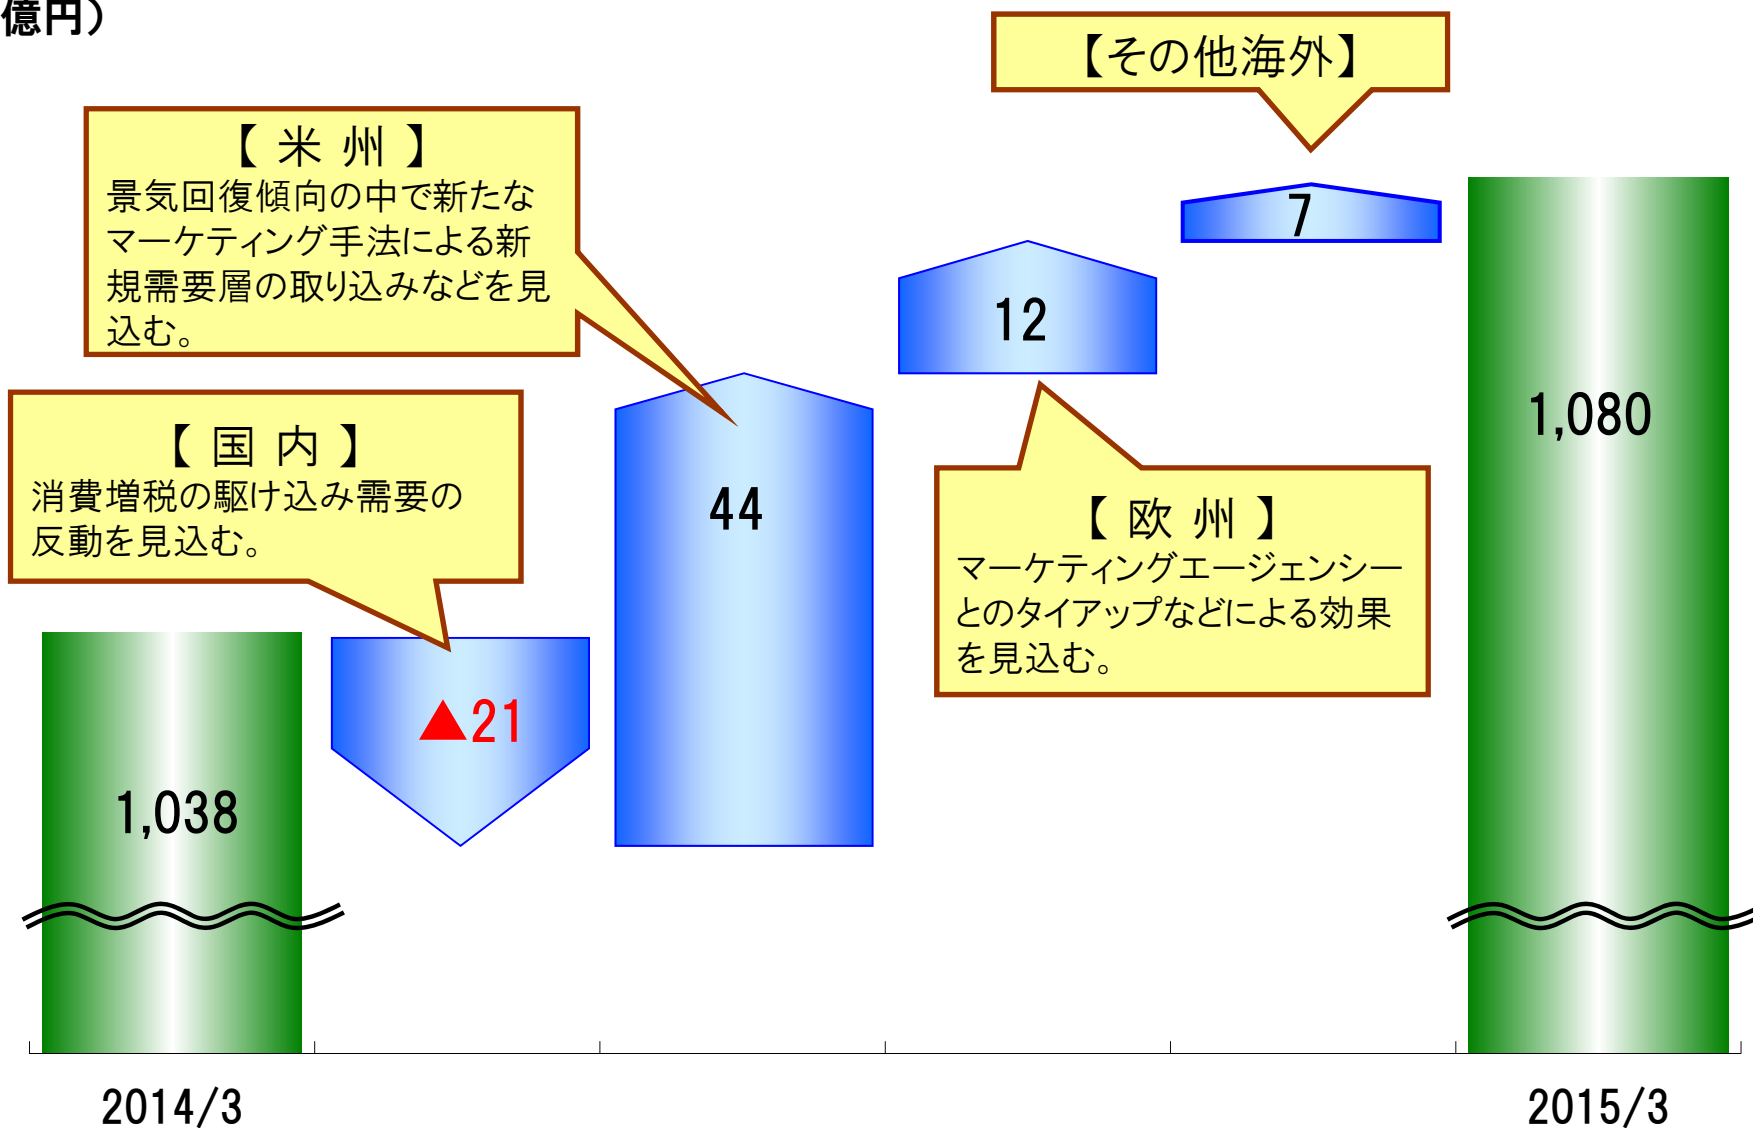 億円）
【その他海外】
【 米 州 】
景気回復傾向の中で新たな
マーケティング手法による新
規需要層の取り込みなどを見
込む。
7
12
【 国 内 】
消費増税の駆け込み需要の
反動を見込む。
44
1,080
【 欧 州 】
マーケティングエージェンシー
とのタイアップなどによる効果
を見込む。
▲21
1,038
2014/3
2015/3